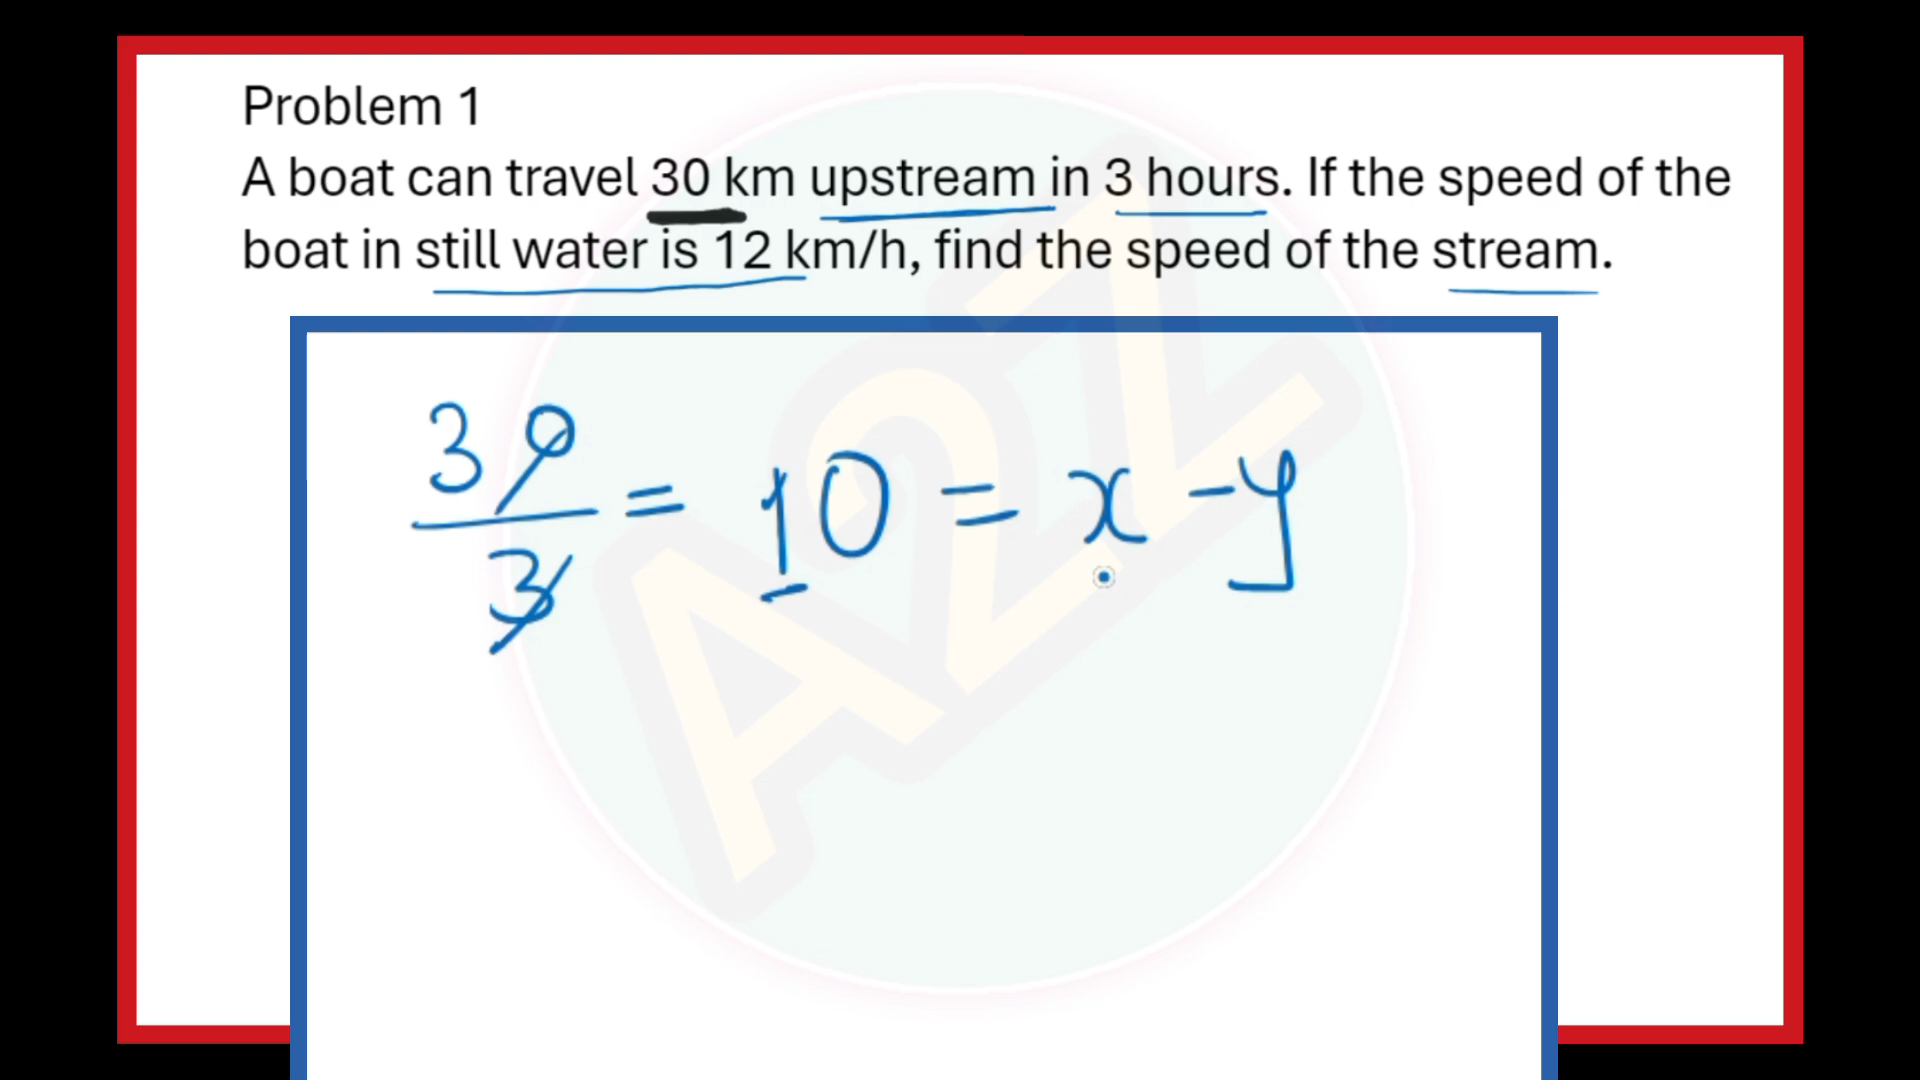 Problem 1
A boat can travel 30 km upstream in 3 hours. If the speed of the
boat in still water is 12 km/h, find the speed of the stream.
30/3 = 10 = x - y
A2Z